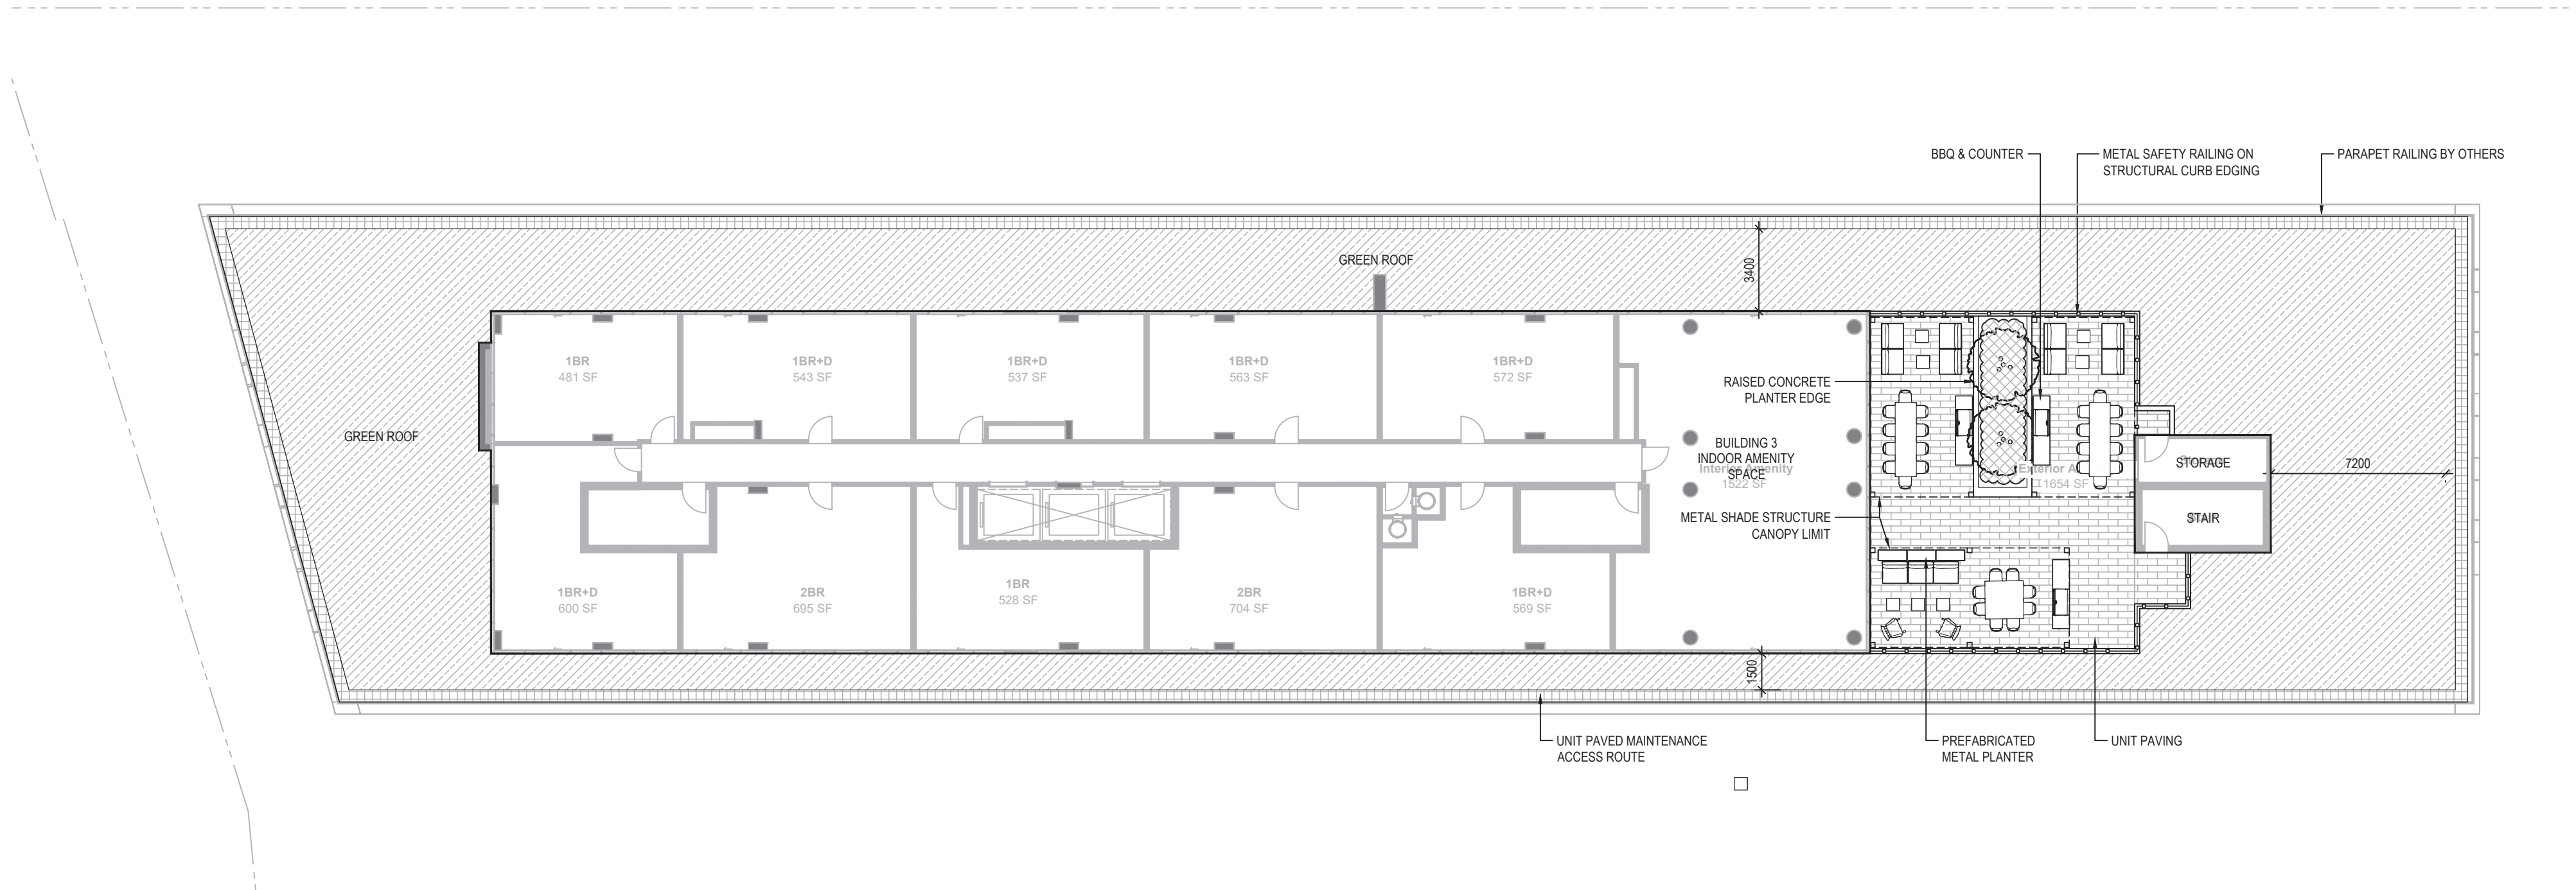 BBQ & COUNTER
METAL SAFETY RAILING ON
STRUCTURAL CURB EDGING
PARAPET RAILING BY OTHERS
GREEN ROOF
3400
1BR
481 SF
1BR+D
543 SF
1BR+D
537 SF
1BR+D
563 SF
1BR+D
572 SF
RAISED CONCRETE
PLANTER EDGE
GREEN ROOF
BUILDING 3
INDOOR AMENITY
SPACE
Interior Amenity
1522 SF
Exterior A
1654 SF
STORAGE
7200
METAL SHADE STRUCTURE
CANOPY LIMIT
STAIR
1BR+D
600 SF
2BR
695 SF
1BR
528 SF
2BR
704 SF
1BR+D
569 SF
1500
UNIT PAVED MAINTENANCE
ACCESS ROUTE
PREFABRICATED
METAL PLANTER
UNIT PAVING